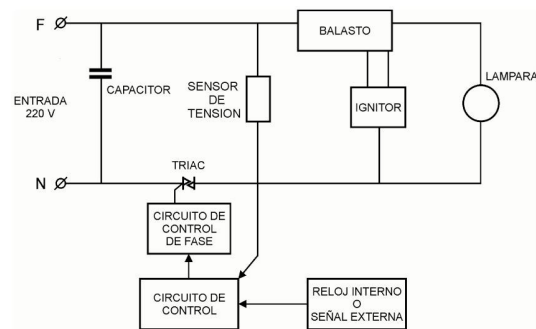 F
BALASTO
CAPACITOR
SENSOR
DE
TENSION
LAMPARA
ENTRADA
220 V
IGNITOR
TRIAC
N
CIRCUITO DE
CONTROL
DE FASE
CIRCUITO DE
CONTROL
RELOJ INTERNO
O
SEÑAL EXTERNA